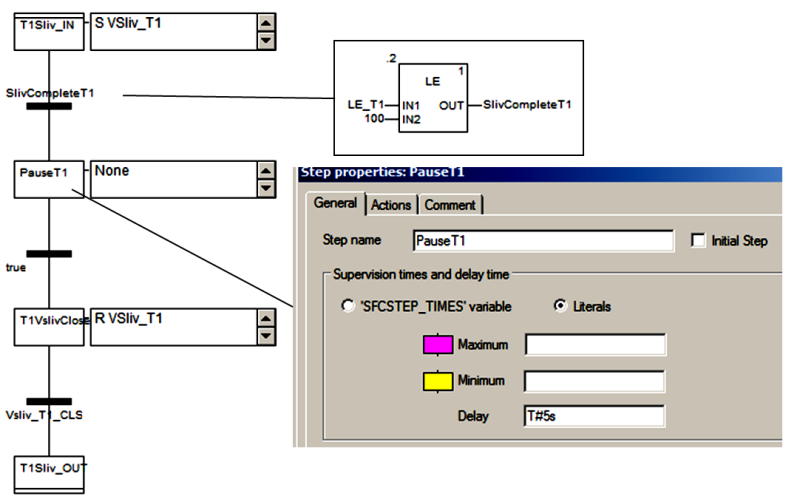 T1Sliv_IN
S VSliv_T1
SlivCompleteT1
.2
1
LE
LE_T1
IN1
OUT
SlivCompleteT1
100
IN2
PauseT1
None
Step properties: PauseT1
General
Actions
Comment
Step name
PauseT1
Initial Step
Supervision times and delay time
'SFCSTEP_TIMES' variable
Literals
Maximum
Minimum
Delay
T#5s
true
T1VslivClose
R VSliv_T1
Vsliv_T1_CLS
T1Sliv_OUT